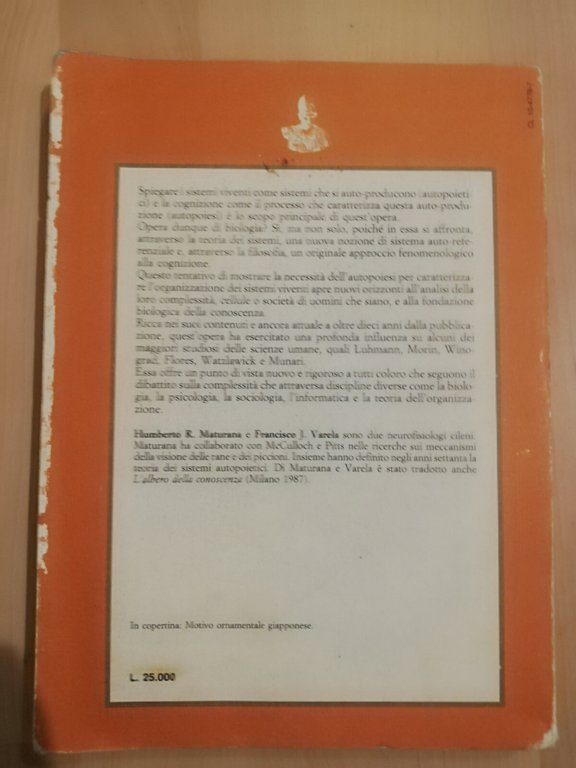 Spiegare i sistemi viventi come sistemi che si auto-producono (autopoieti-
ci) e la cognizione come il processo che caratterizza questa auto-produ-
zione (autopoiesi) è lo scopo principale di quest'opera.
Opera dunque di biologia? Sì, ma non solo, poiché in essa si affronta,
attraverso la teoria dei sistemi, una nuova nozione di sistema auto-refe-
renziale e, attraverso la filosofia, un originale approccio fenomenologico
alla cognizione.
Questo tentativo di mostrare la necessità dell'autopoiesi per caratterizza-
re l'organizzazione dei sistemi viventi apre nuovi orizzonti all'analisi della
loro complessità, cellule o società di uomini che siano, e alla fondazione
biologica della conoscenza.
Ricca nei suoi contenuti e ancora attuale a oltre dieci anni dalla pubblica-
zione, quest'opera ha esercitato una profonda influenza su alcuni dei
maggiori studiosi delle scienze umane, quali Luhmann, Morin, Wino-
grad, Flores, Watzlawick e Munari.
Essa offre un punto di vista nuovo e rigoroso a tutti coloro che seguono il
dibattito sulla complessità che attraversa discipline diverse come la biolo-
gia, la psicologia, la sociologia, l'informatica e la teoria dell'organizza-
zione.
Humberto R. Maturana e Francisco J. Varela sono due neurofisiologi cileni.
Maturana ha collaborato con McCulloch e Pitts nelle ricerche sui meccanismi
della visione delle rane e dei piccioni. Insieme hanno definito negli anni settanta la
teoria dei sistemi autopoietici. Di Maturana e Varela è stato tradotto anche
L'albero della conoscenza (Milano 1987).
In copertina: Motivo ornamentale giapponese.
L. 25.000